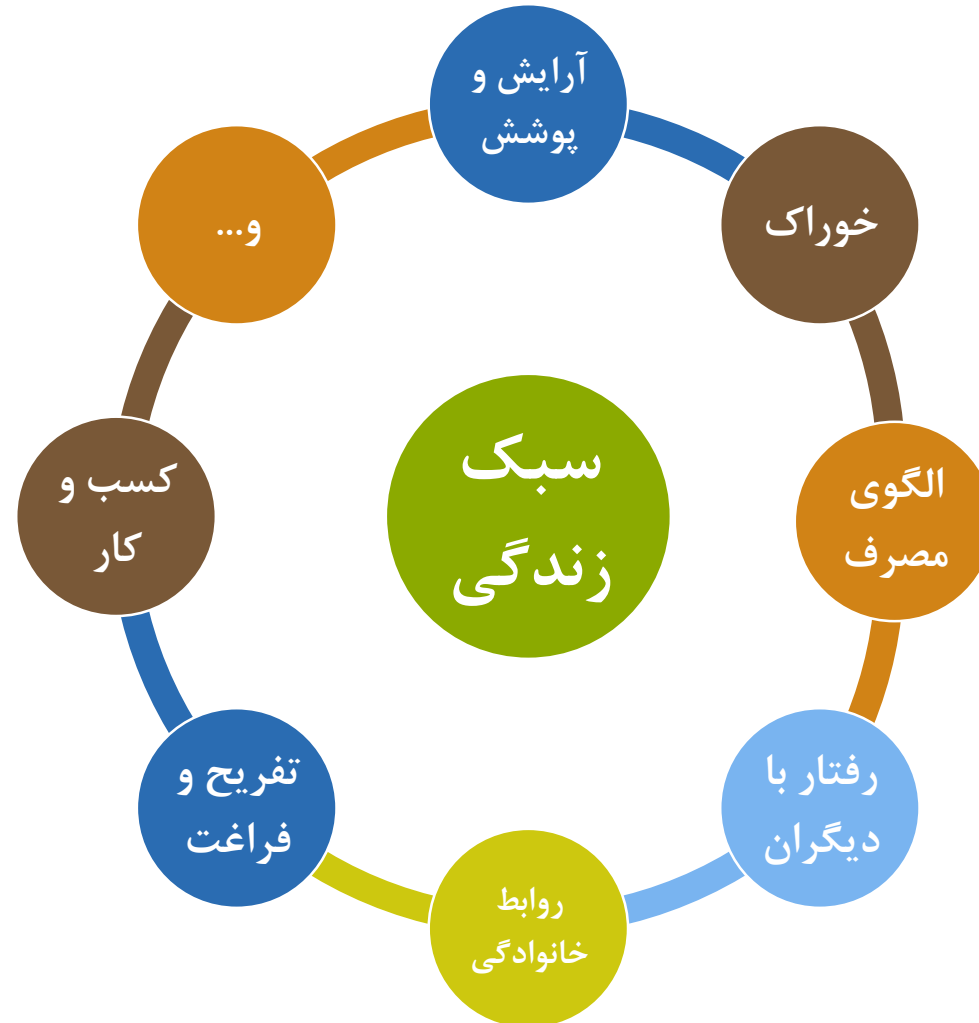 آرایش و
پوشش
خوراک
الگوی
مصرف
رفتار با
دیگران
روابط
خانوادگی
تفریح و
فراغت
کسب و
کار
و...
سبک
زندگی